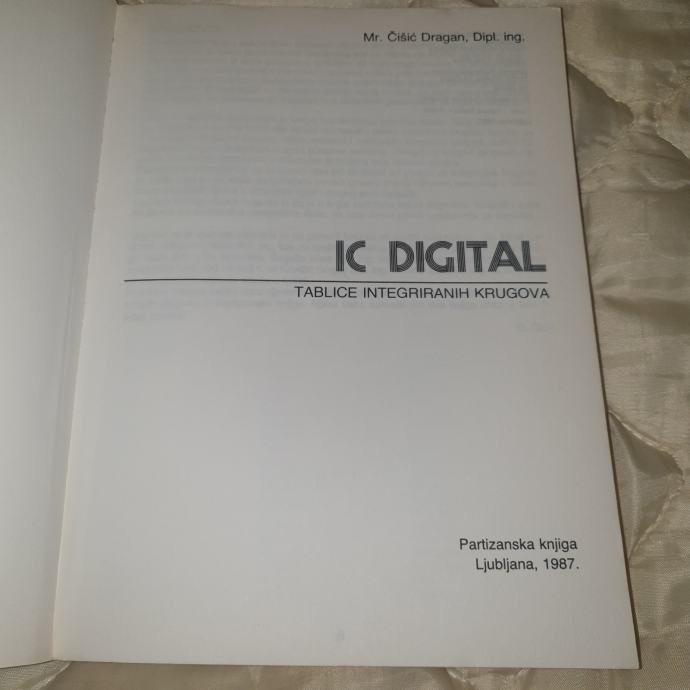 Mr. Čišić Dragan, Dipl. ing.
IC DIGITAL
TABLICE INTEGRIRANIH KRUGOVA
Partizanska knjiga
Ljubljana, 1987.